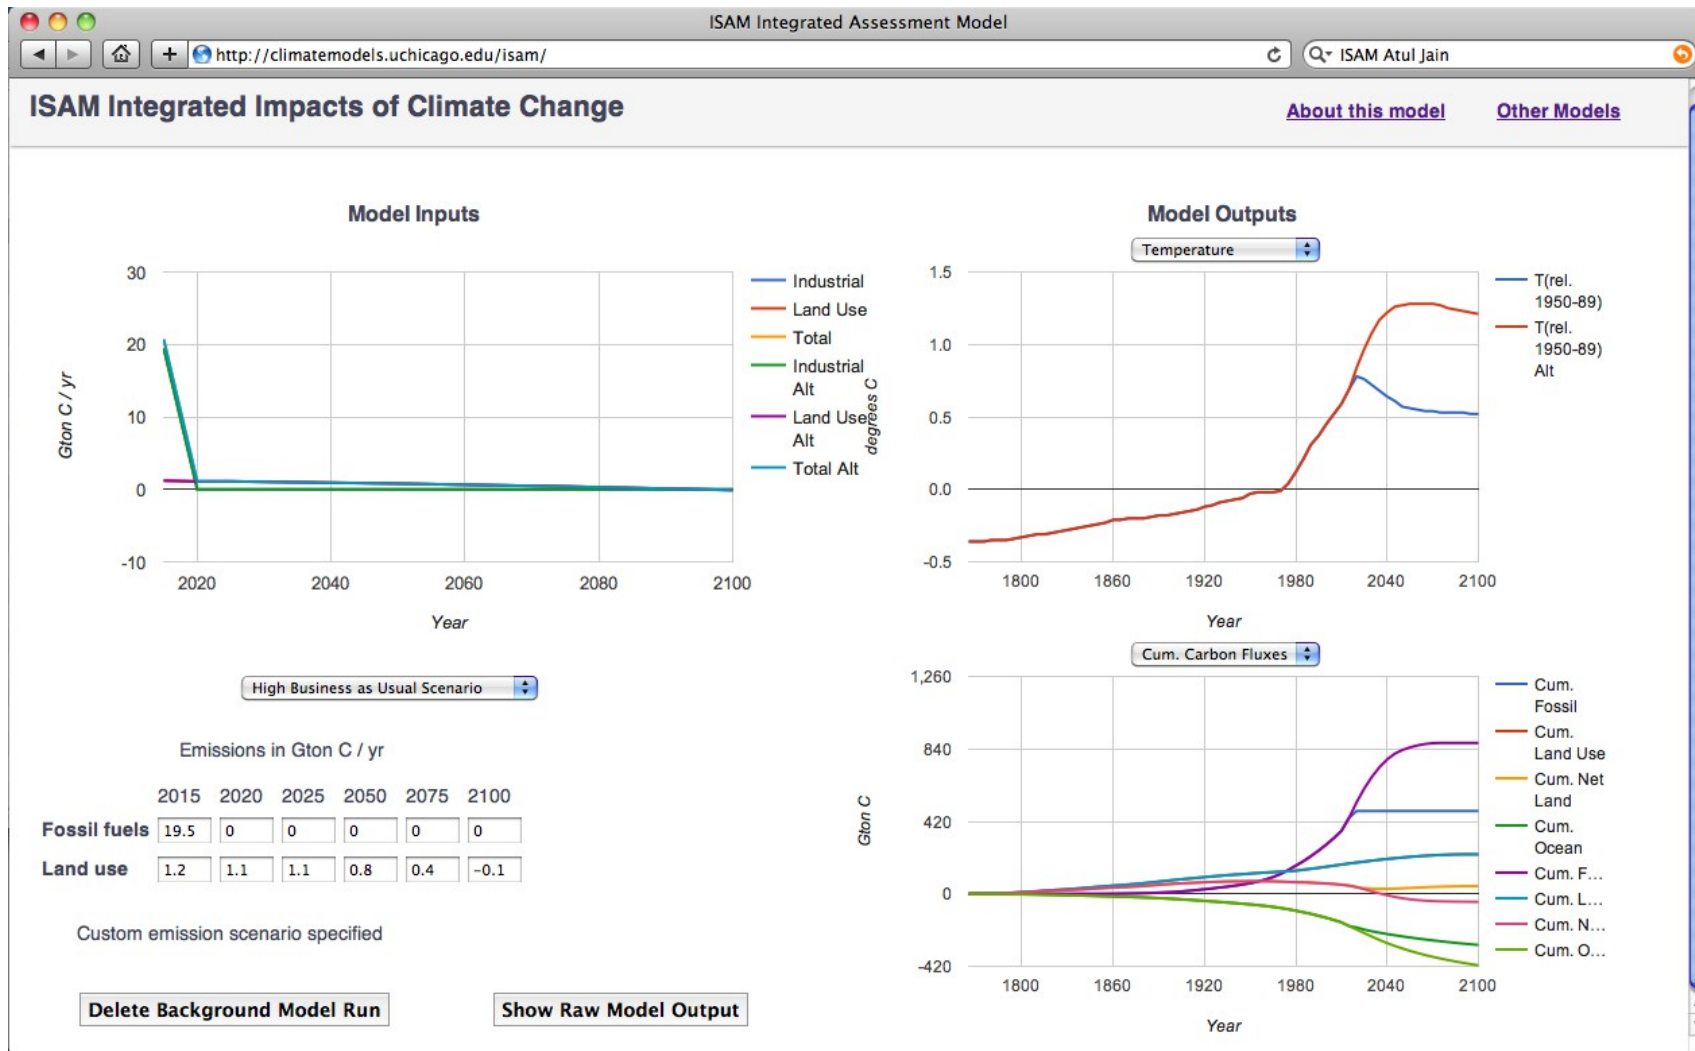 ISAM Integrated Assessment Model
http://climatemodels.uchicago.edu/isam/
ISAM Atul Jain
ISAM Integrated Impacts of Climate Change
About this model
Other Models
Model Inputs
30
20
10
0
-10
2020 2040 2060 2080 2100
Gton C / yr
Year
Industrial
Land Use
Total
Industrial
Alt
Land Use
Alt
Total Alt
High Business as Usual Scenario
Emissions in Gton C / yr
2015 2020 2025 2050 2075 2100
Fossil fuels 19.5 0 0 0 0 0
Land use 1.2 1.1 1.1 0.8 0.4 -0.1
Custom emission scenario specified
Delete Background Model Run
Show Raw Model Output
Model Outputs
Temperature
1.5
1.0
0.5
0.0
-0.5
1800 1860 1920 1980 2040 2100
degrees C
Year
T(rel.
1950-89)
T(rel.
1950-89)
Alt
Cum. Carbon Fluxes
1,260
840
420
0
-420
1800 1860 1920 1980 2040 2100
Gton C
Year
Cum.
Fossil
Cum.
Land Use
Cum. Net
Land
Cum.
Ocean
Cum. F...
Cum. L...
Cum. N...
Cum. O...